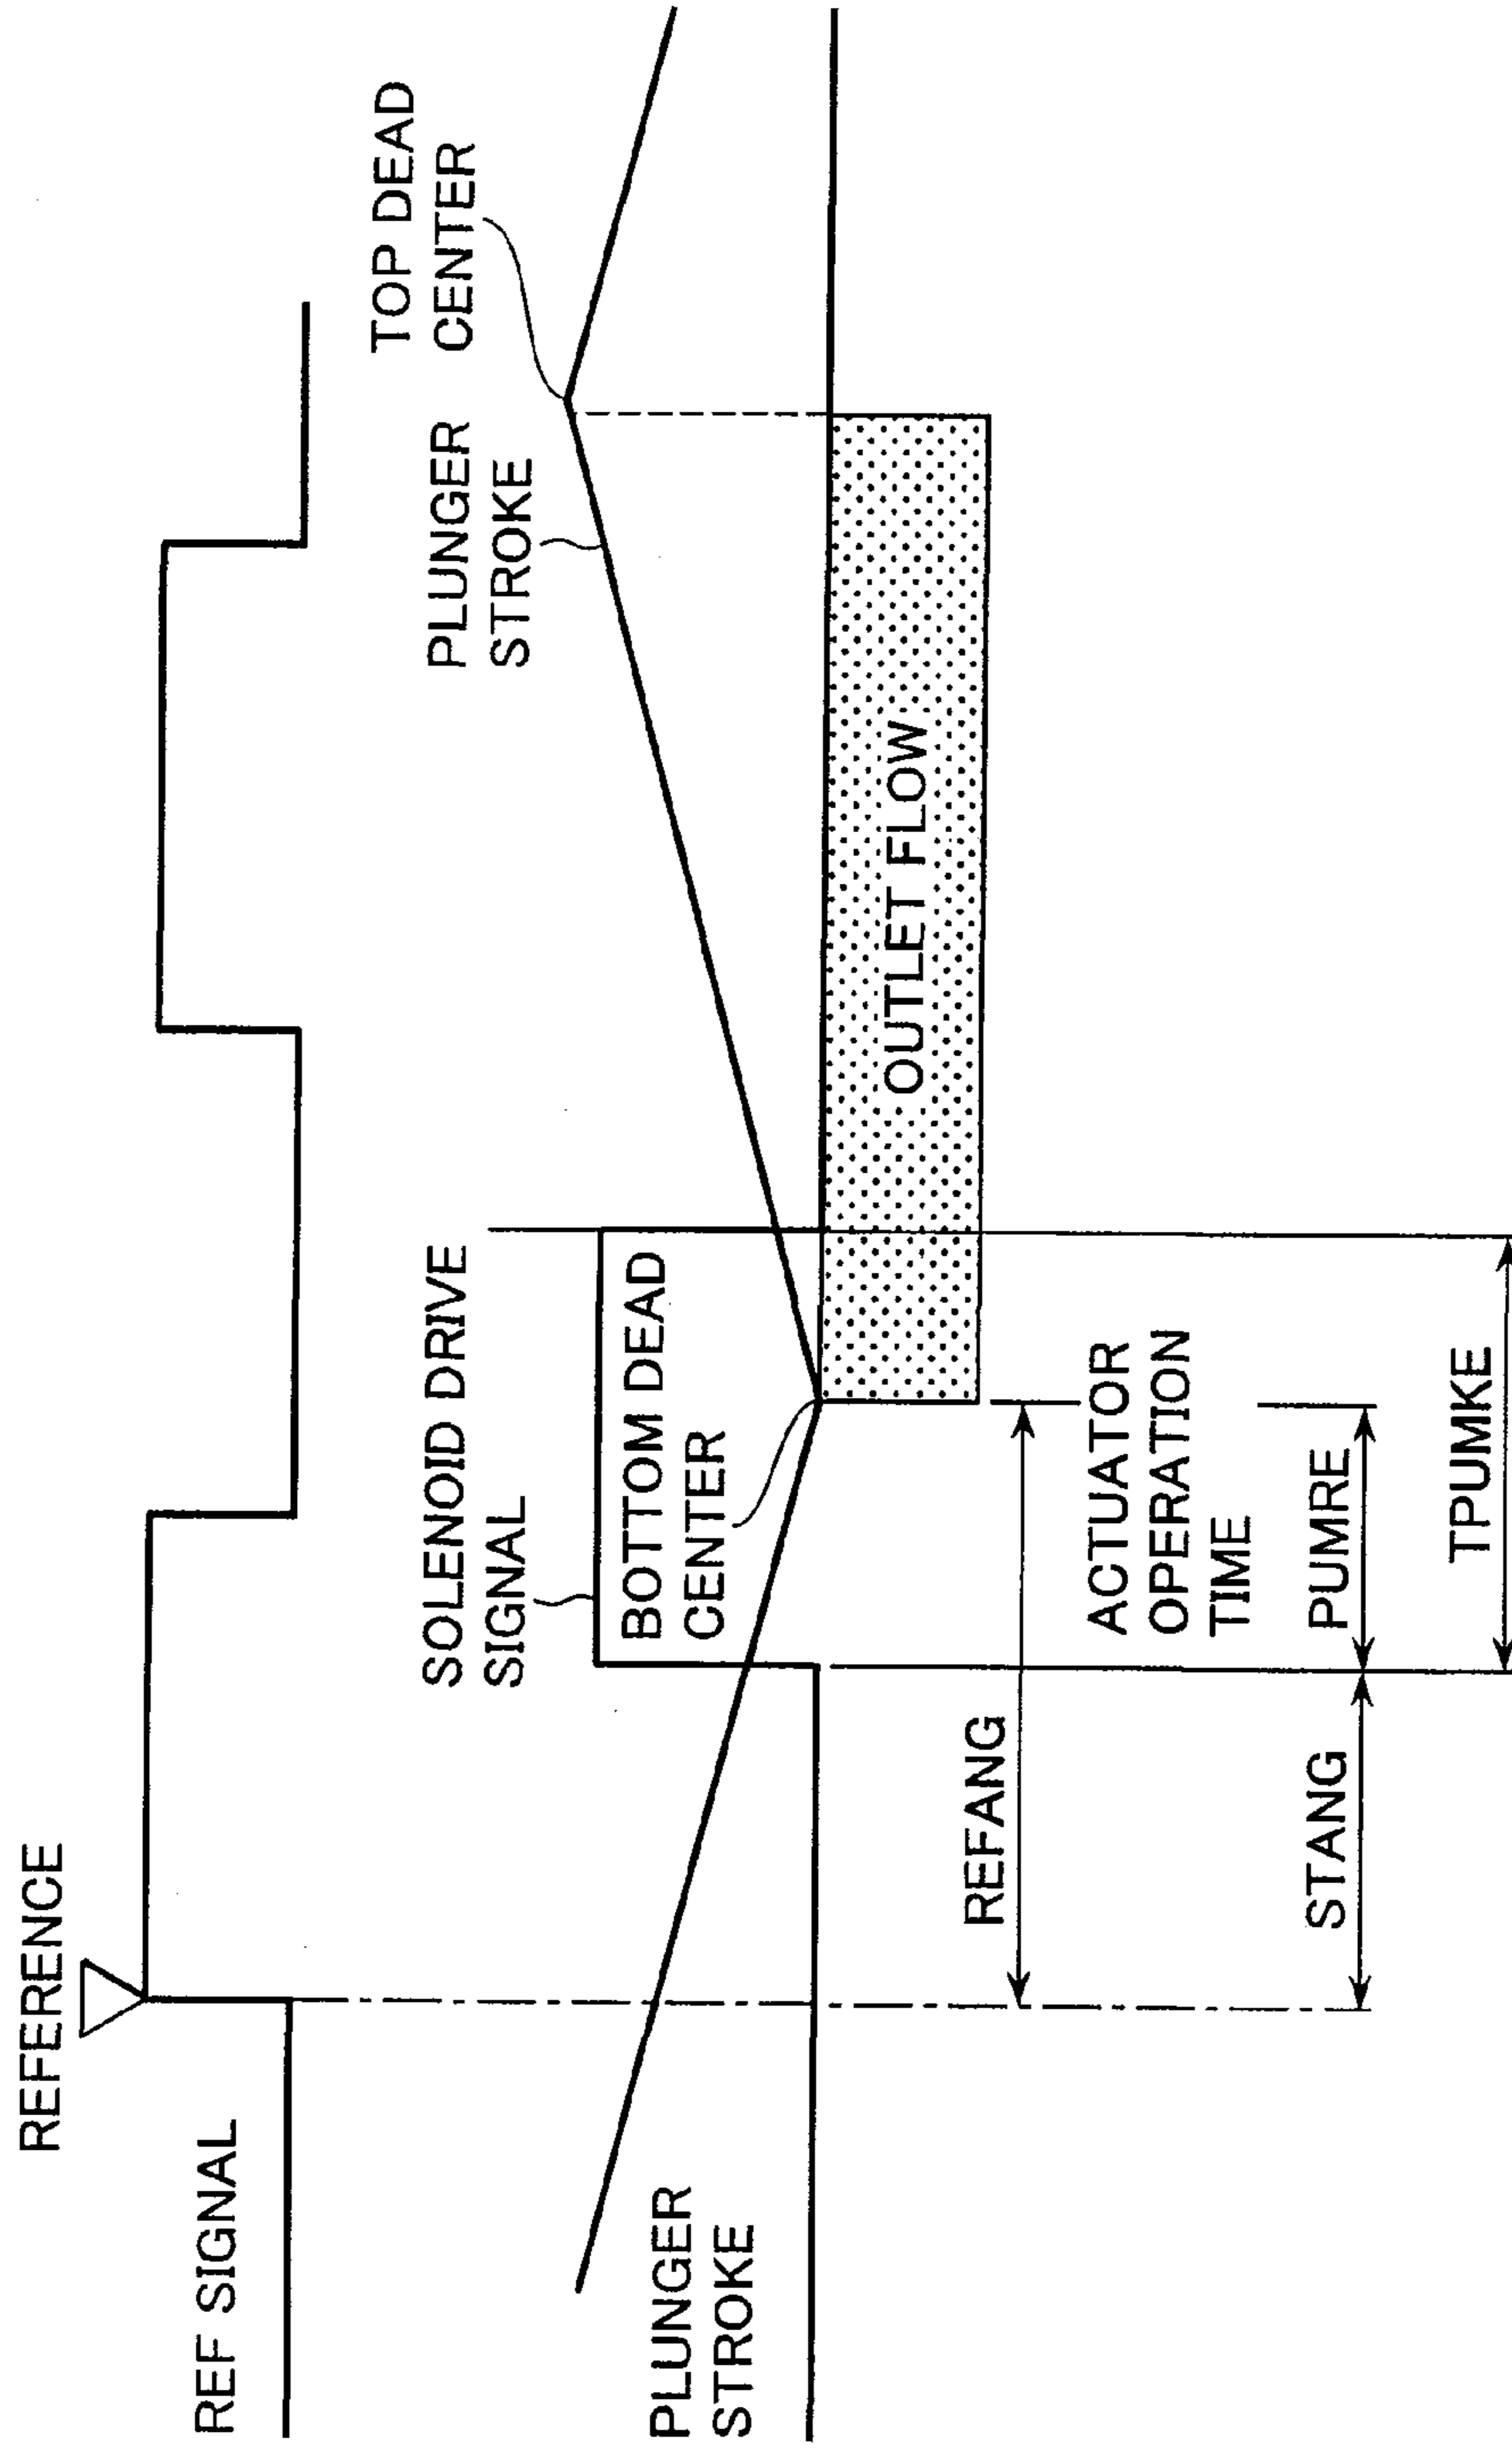 REFERENCE
REF SIGNAL
TOP DEAD
CENTER
PLUNGER
STROKE
SOLENOID DRIVE
SIGNAL
BOTTOM DEAD
CENTER
PLUNGER
STROKE
OUTLET FLOW
REFANG
ACTUATOR
OPERATION
TIME
STANG
PUMRE
TPUMKE